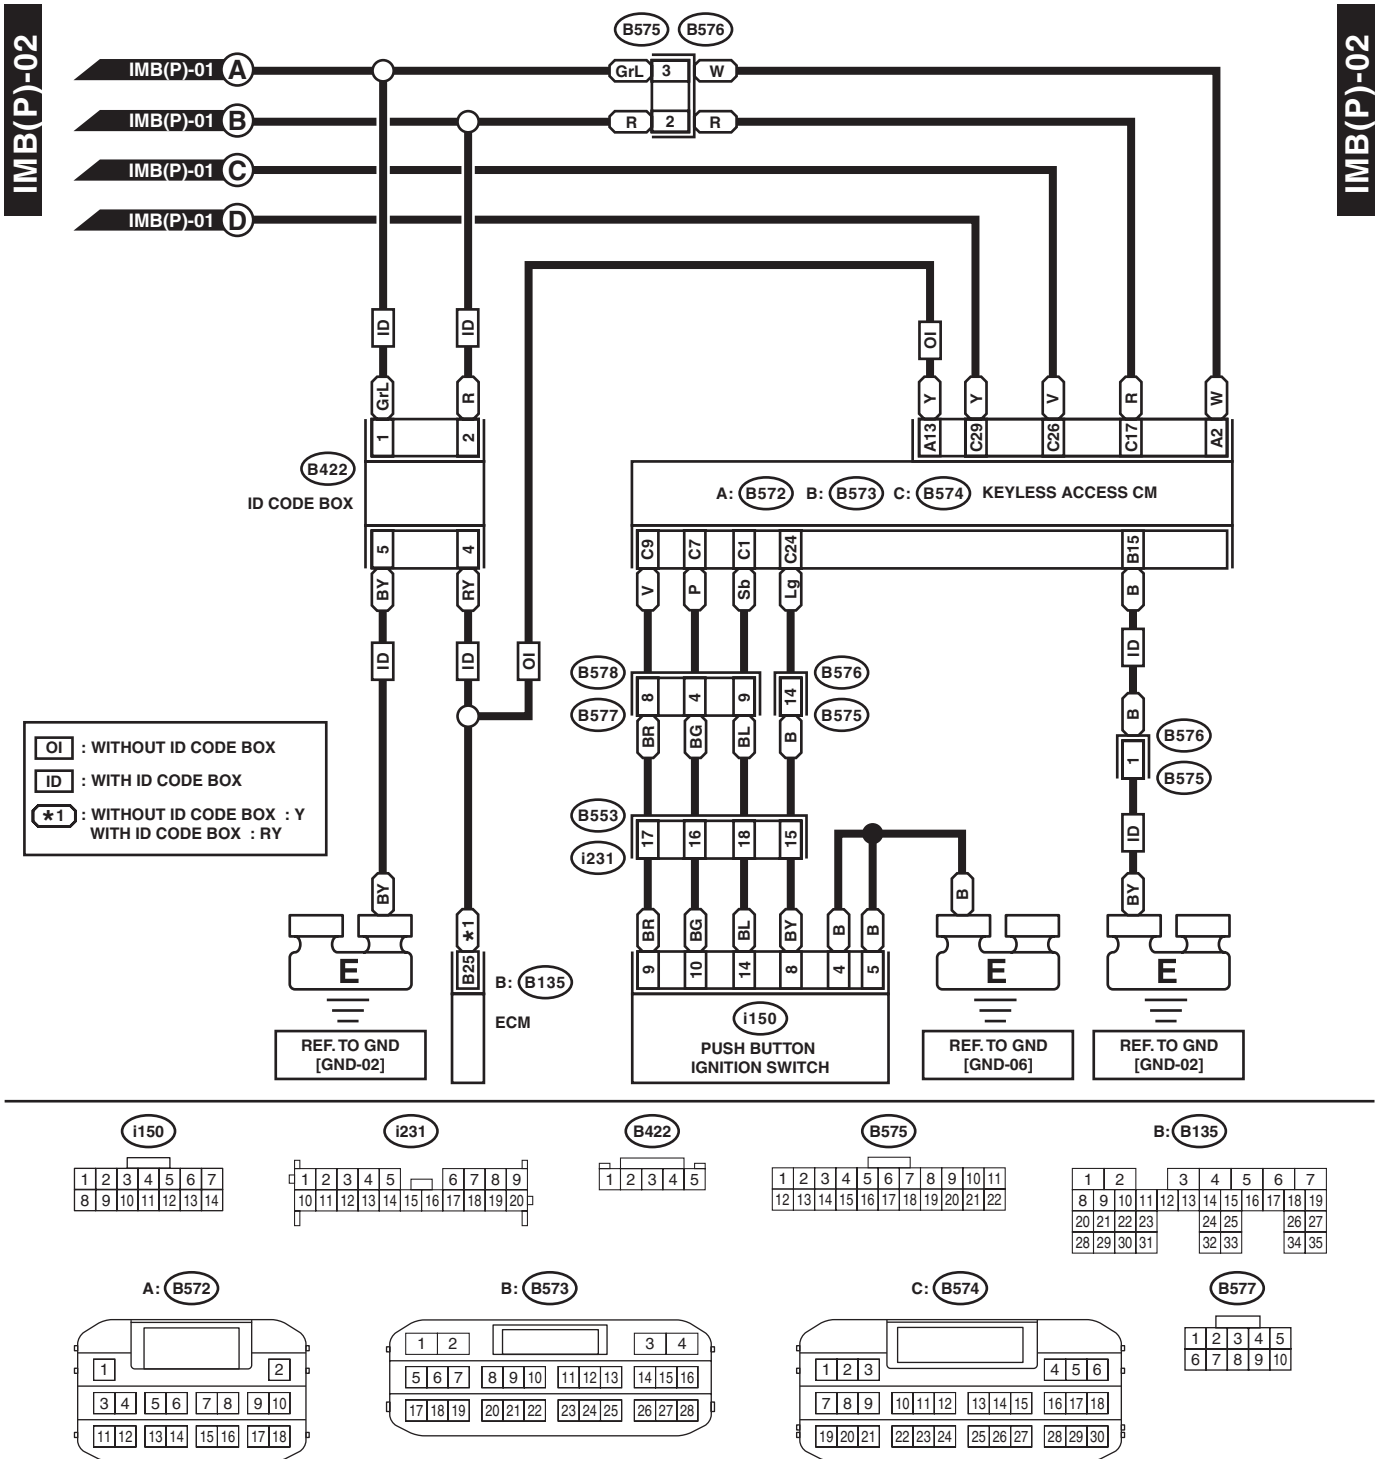 IMB(P)-02
IMB(P)-02
B575 B576
IMB(P)-01 A GrL 3 W
IMB(P)-01 B R 2 R
IMB(P)-01 C
IMB(P)-01 D
ID ID OI
GrL R Y Y V R W
1 2 A13 C29 C26 C17 A2
B422
ID CODE BOX
A: B572 B: B573 C: B574 KEYLESS ACCESS CM
5 4 C9 C7 C1 C24 B15
BY RY V P Sb Lg B
ID ID OI ID
B578 8 4 9 14 B576
B577 B575
BR BG BL B B
B576
1
B575
OI : WITHOUT ID CODE BOX
ID : WITH ID CODE BOX
*1 : WITHOUT ID CODE BOX : Y
WITH ID CODE BOX : RY
B553
17 16 18 15 ID
i231
BY B BY
*1 BR BG BL BY B B
E B25 9 10 14 8 4 5 E E
B: B135
ECM
i150
PUSH BUTTON
IGNITION SWITCH
REF. TO GND
[GND-02]
REF. TO GND
[GND-06]
REF. TO GND
[GND-02]
i150
1 2 3 4 5 6 7
8 9 10 11 12 13 14
i231
1 2 3 4 5 6 7 8 9
10 11 12 13 14 15 16 17 18 19 20
B422
1 2 3 4 5
B575
1 2 3 4 5 6 7 8 9 10 11
12 13 14 15 16 17 18 19 20 21 22
B: B135
1 2 3 4 5 6 7
8 9 10 11 12 13 14 15 16 17 18 19
20 21 22 23 24 25 26 27
28 29 30 31 32 33 34 35
A: B572
1 2
3 4 5 6 7 8 9 10
11 12 13 14 15 16 17 18
B: B573
1 2 3 4
5 6 7 8 9 10 11 12 13 14 15 16
17 18 19 20 21 22 23 24 25 26 27 28
C: B574
1 2 3 4 5 6
7 8 9 10 11 12 13 14 15 16 17 18
19 20 21 22 23 24 25 26 27 28 29 30
B577
1 2 3 4 5
6 7 8 9 10